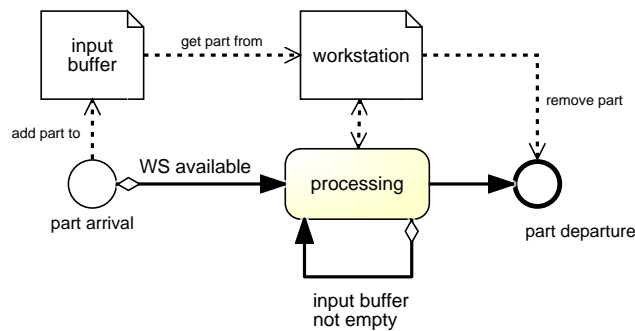 input
buffer
get part from
workstation
add part to
remove part
WS available
processing
part arrival
part departure
input buffer
not empty